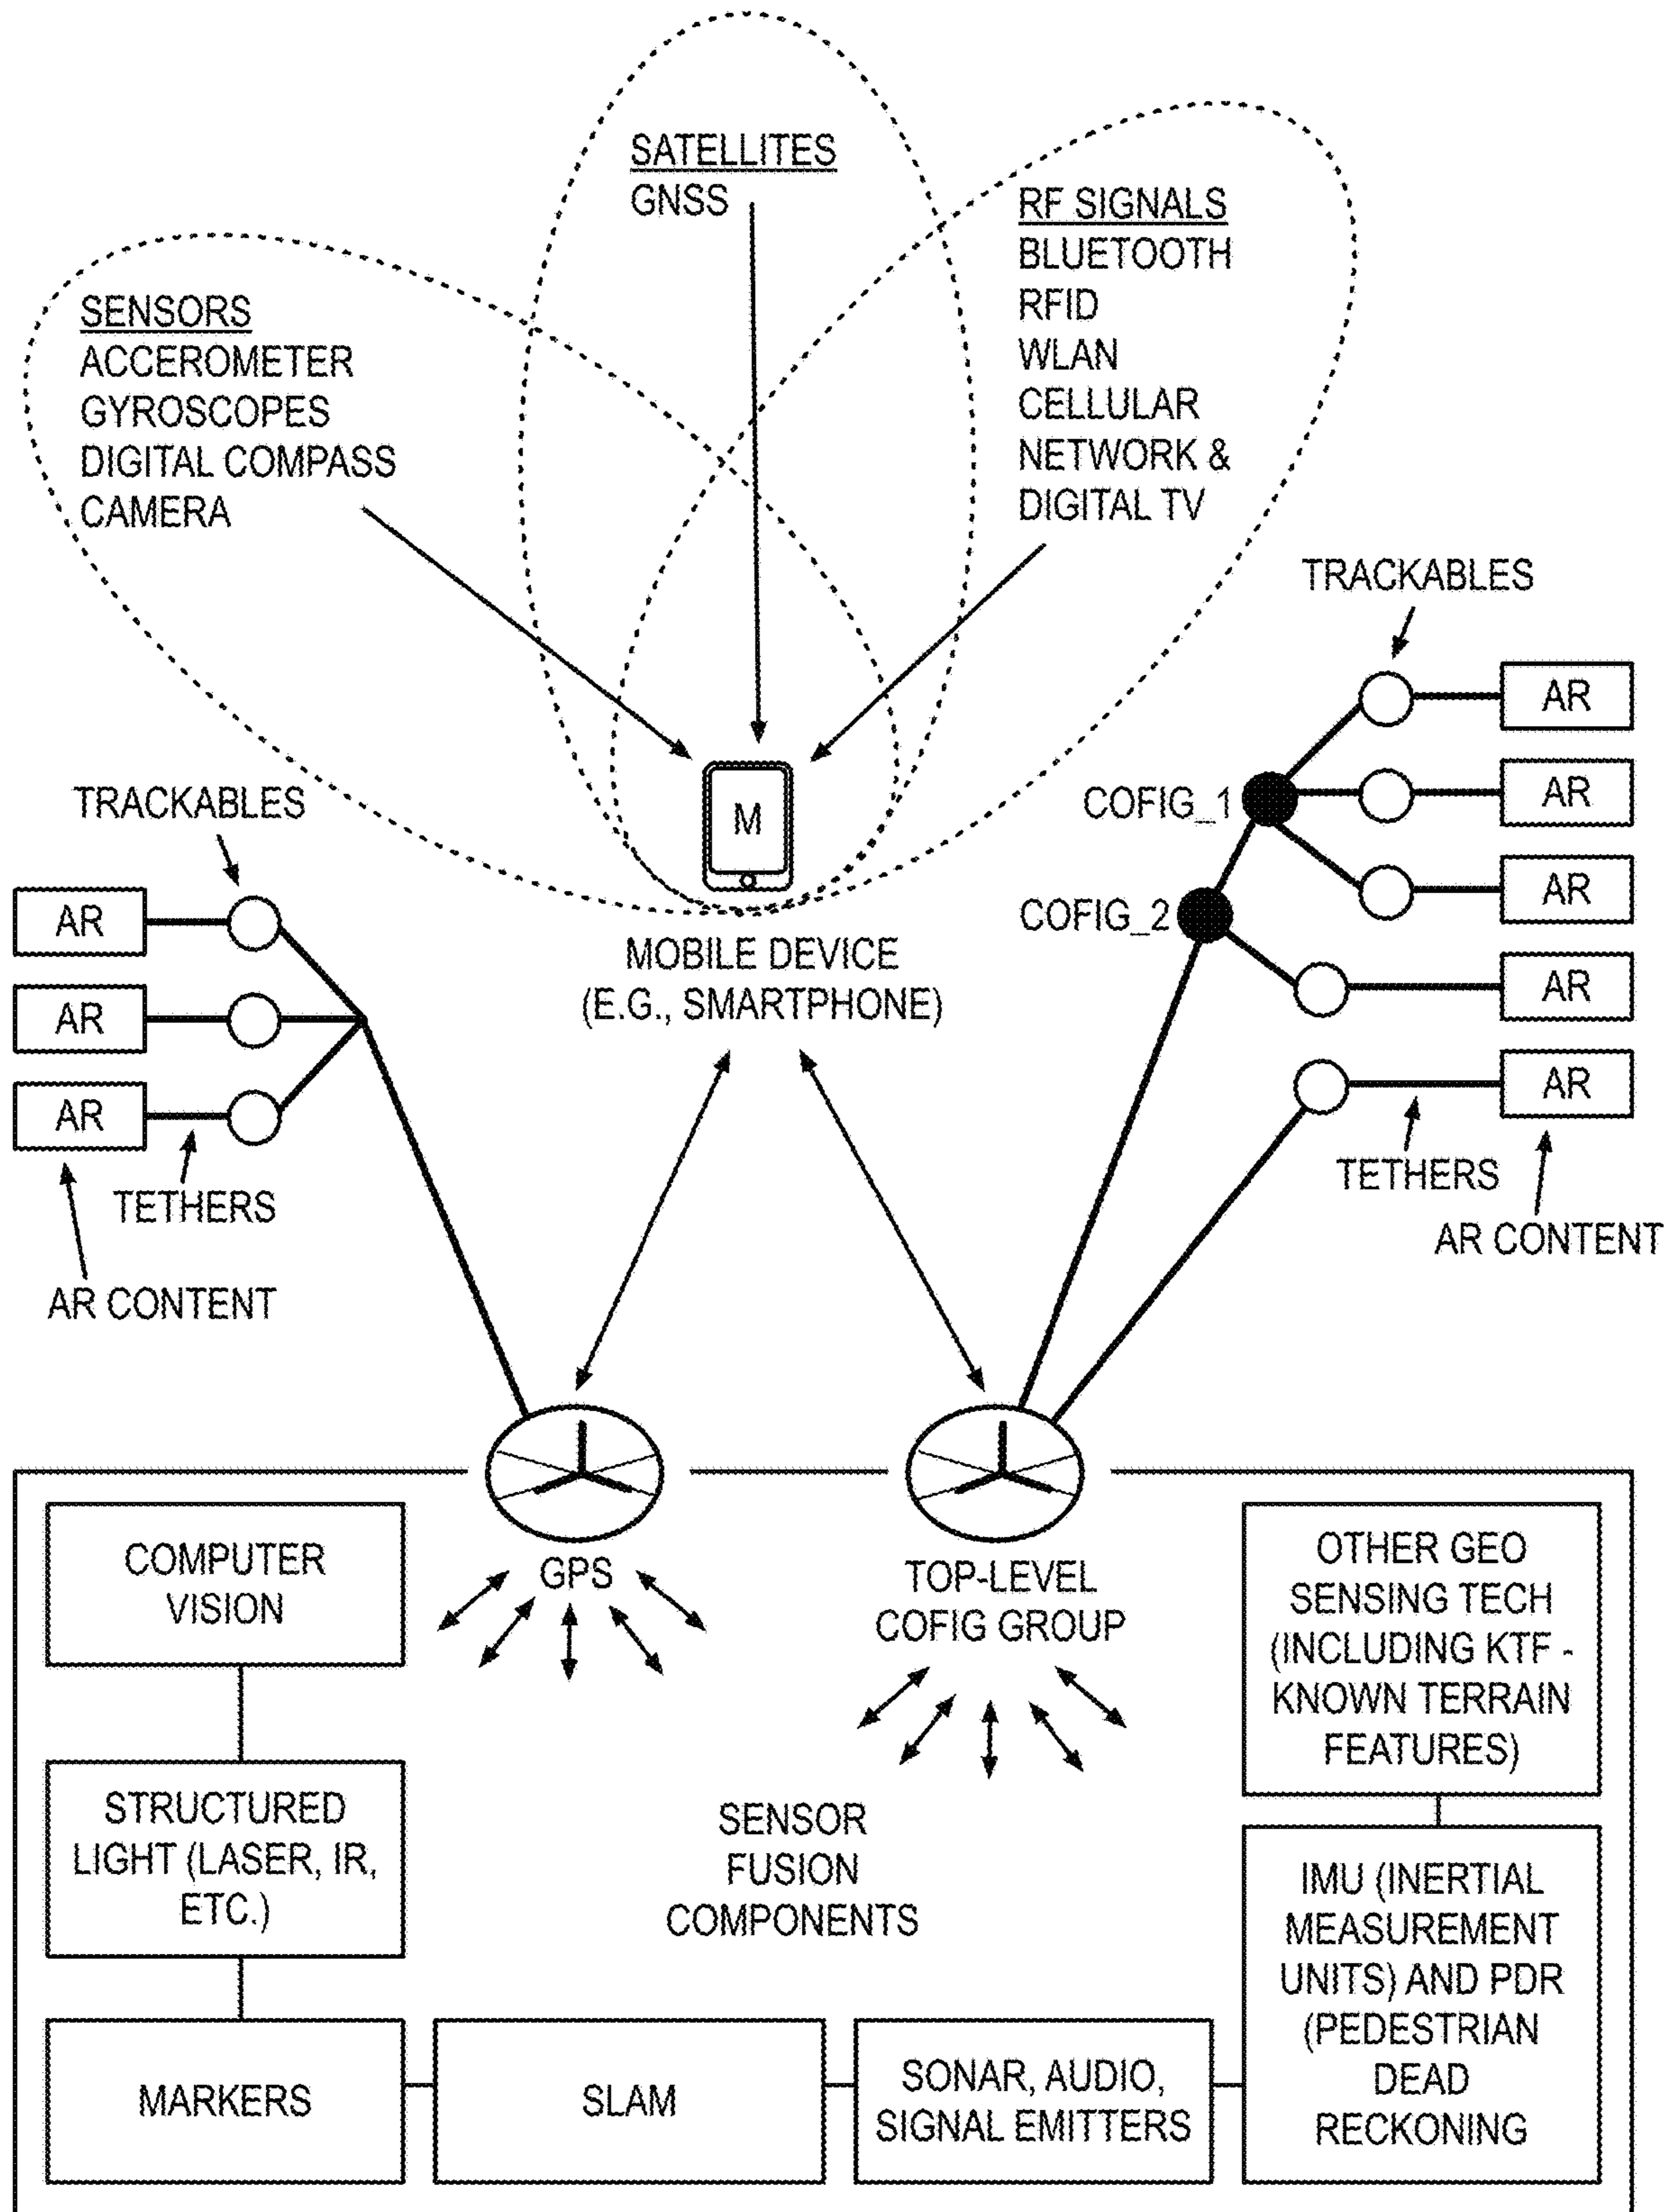 SATELLITES
GNSS
RF SIGNALS
BLUETOOTH
RFID
WLAN
CELLULAR
NETWORK &
DIGITAL TV
SENSORS
ACCEROMETER
GYROSCOPES
DIGITAL COMPASS
CAMERA
M
MOBILE DEVICE
(E.G., SMARTPHONE)
TRACKABLES
AR
AR
AR
TETHERS
AR CONTENT
TRACKABLES
AR
COFIG_1
AR
AR
COFIG_2
AR
AR
TETHERS
AR CONTENT
GPS
TOP-LEVEL
COFIG GROUP
SENSOR
FUSION
COMPONENTS
COMPUTER
VISION
STRUCTURED
LIGHT (LASER, IR,
ETC.)
MARKERS
SLAM
SONAR, AUDIO,
SIGNAL EMITTERS
OTHER GEO
SENSING TECH
(INCLUDING KTF -
KNOWN TERRAIN
FEATURES)
IMU (INERTIAL
MEASUREMENT
UNITS) AND PDR
(PEDESTRIAN
DEAD
RECKONING